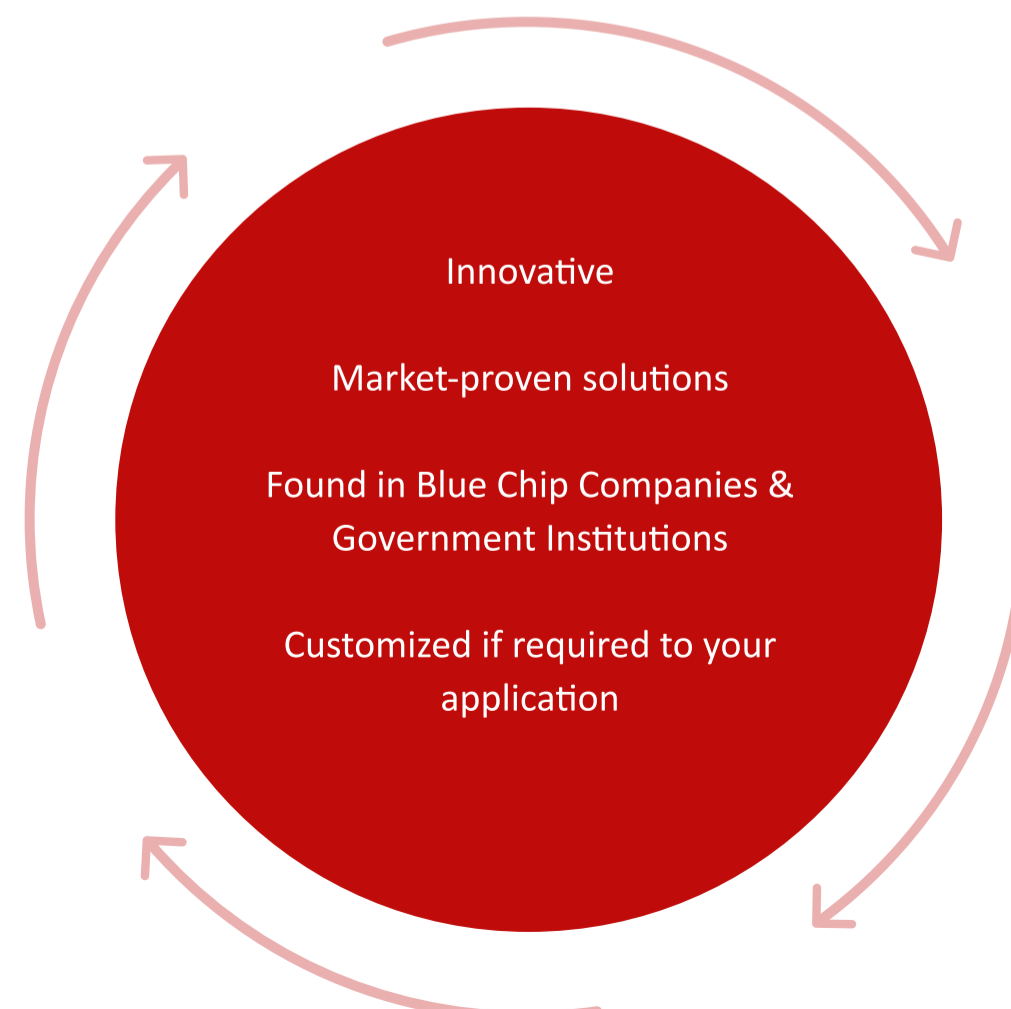 Innovative
Market-proven solutions
Found in Blue Chip Companies &
Government Institutions
Customized if required to your
application